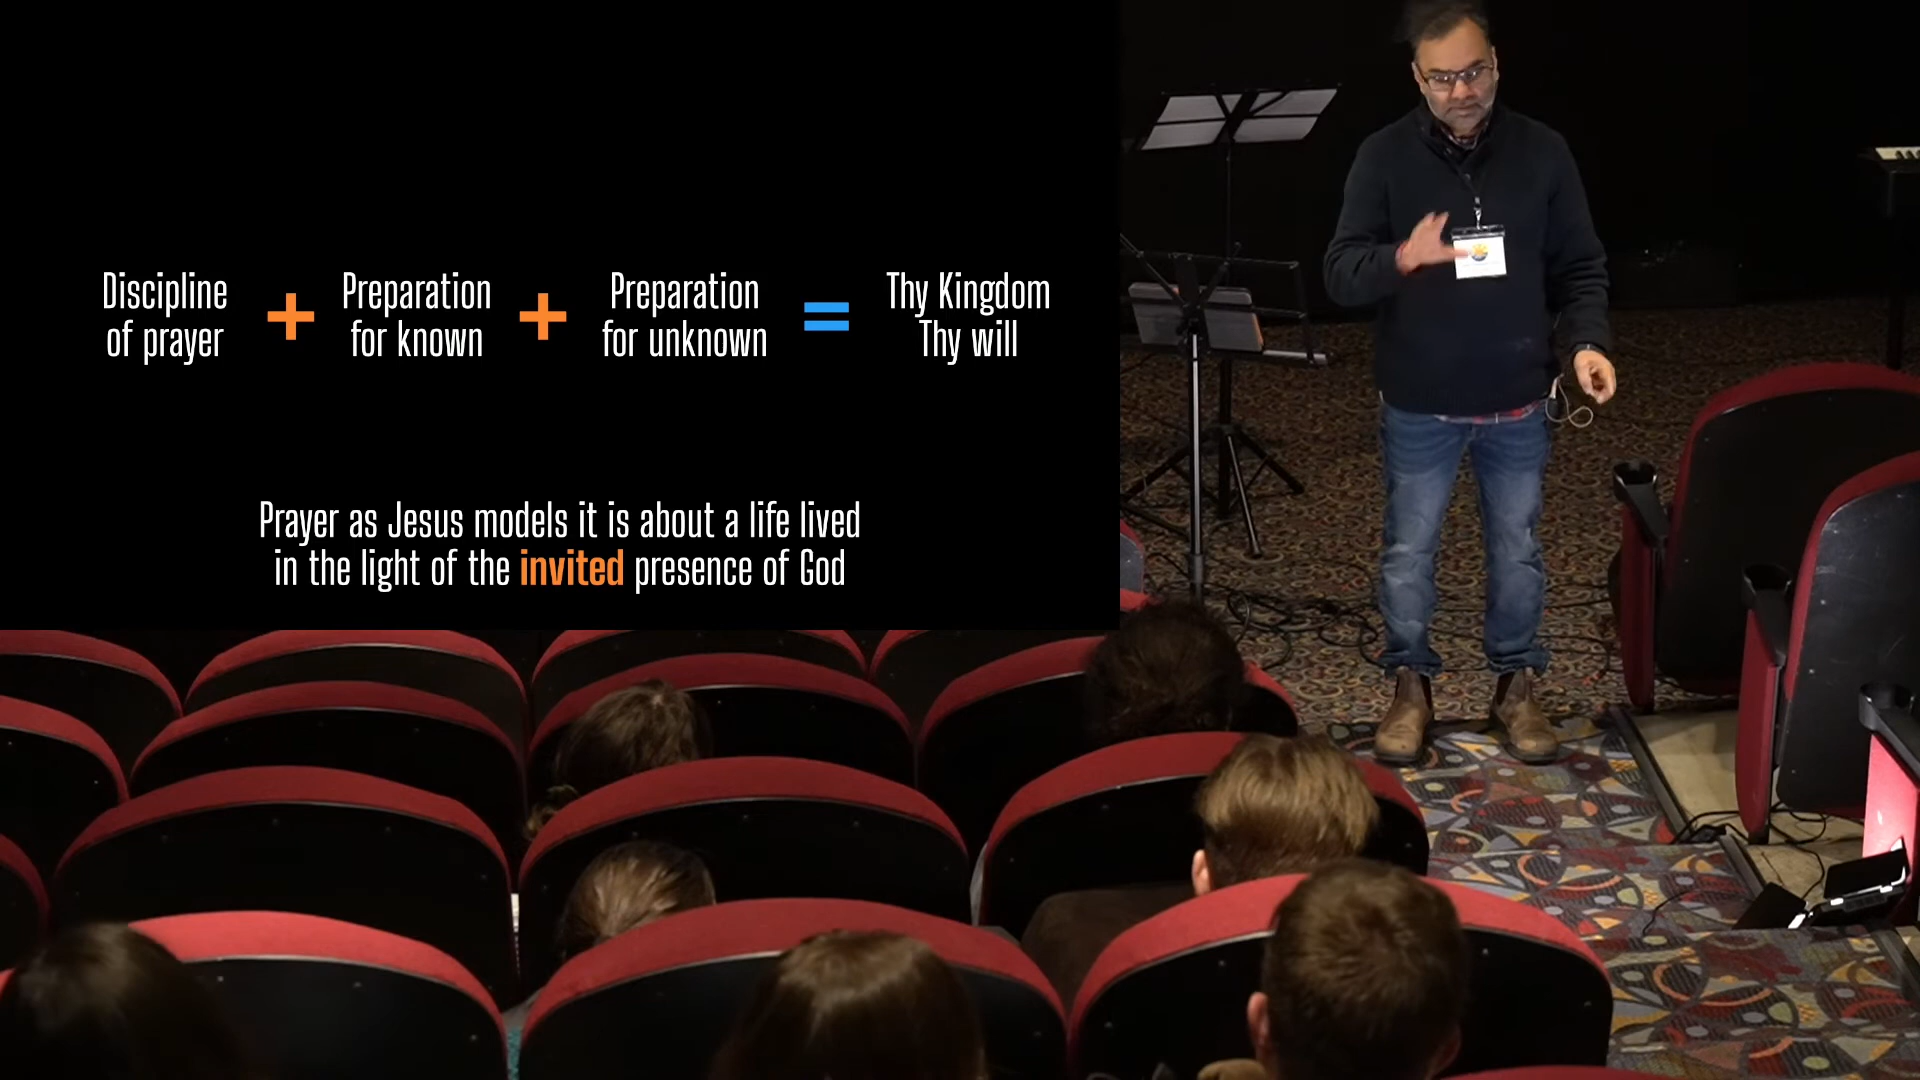 Discipline
of prayer
+
Preparation
for known
+
Preparation
for unknown
=
Thy Kingdom
Thy will
Prayer as Jesus models it is about a life lived
in the light of the invited presence of God